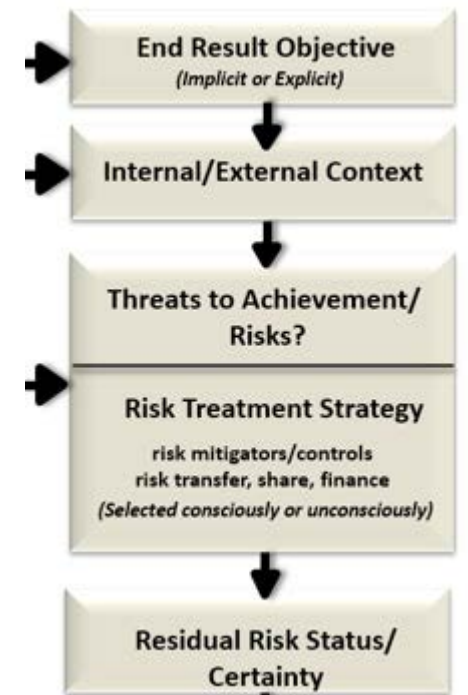 End Result Objective
(Implicit or Explicit)
Internal/External Context
Threats to Achievement/
Risks?
Risk Treatment Strategy
risk mitigators/controls
risk transfer, share, finance
(Selected consciously or unconsciously)
Residual Risk Status/
Certainty